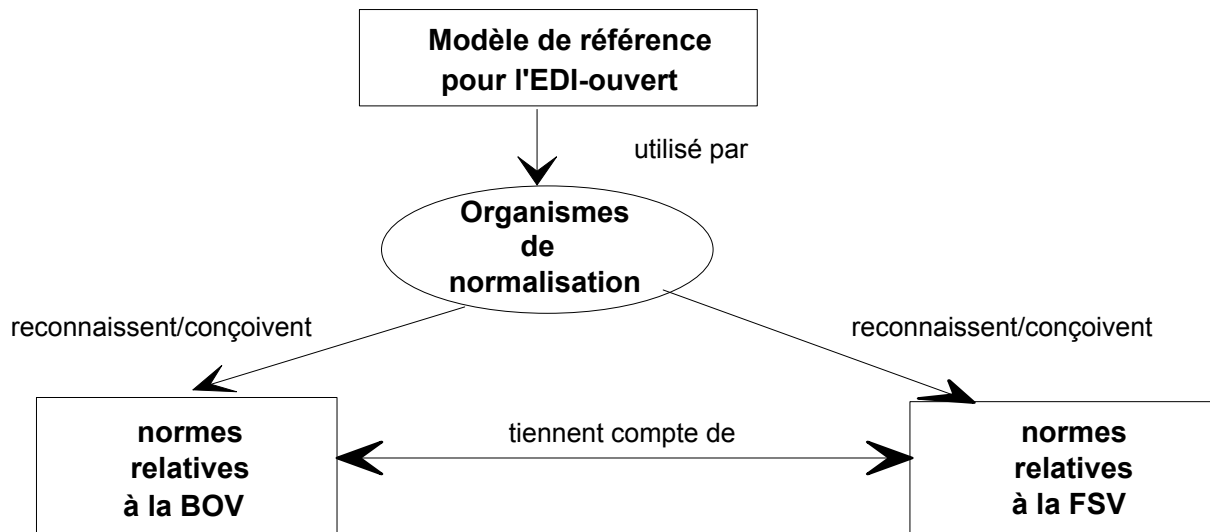 Modèle de référence
pour l'EDI-ouvert
utilisé par
Organismes
de
normalisation
reconnaissent/conçoivent
reconnaissent/conçoivent
normes
relatives
à la BOV
tiennent compte de
normes
relatives
à la FSV